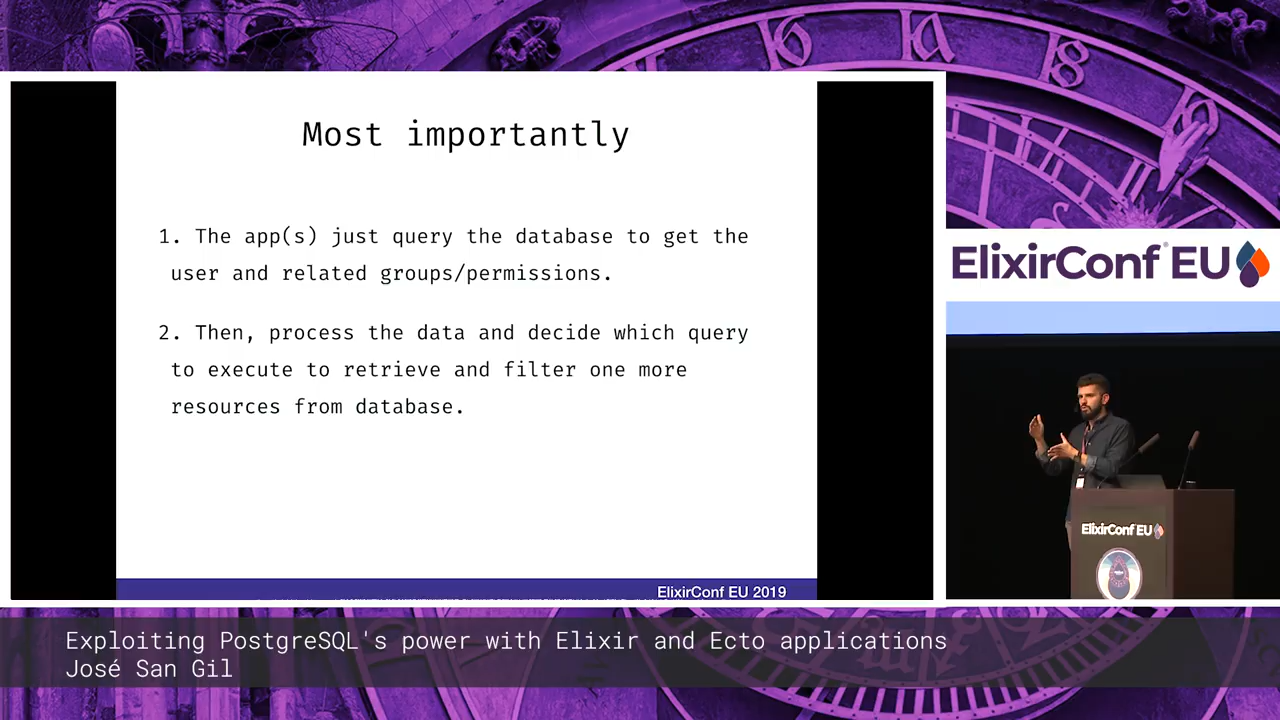 Most importantly
1. The app(s) just query the database to get the
user and related groups/permissions.
2. Then, process the data and decide which query
to execute to retrieve and filter one more
resources from database.
ElixirConf EU 2019
ElixirConf® EU
ElixirConf EU
Exploiting PostgreSQL's power with Elixir and Ecto applications
José San Gil